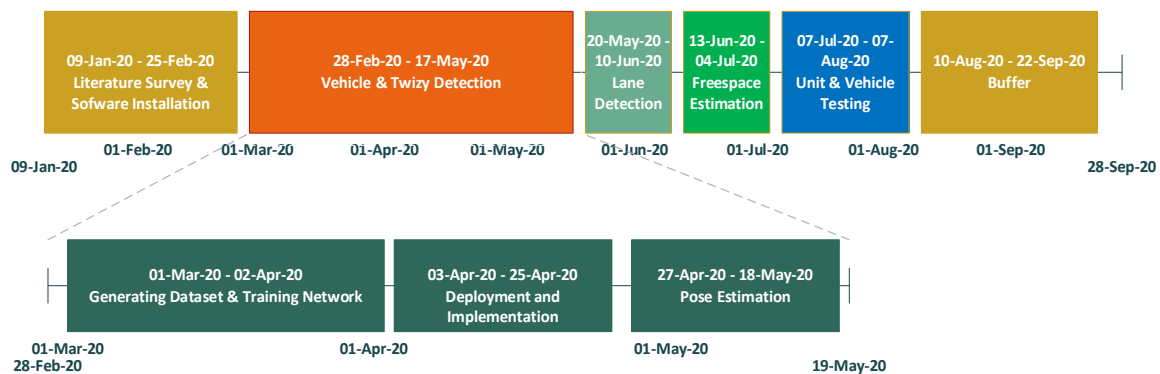 09-Jan-20 - 25-Feb-20
Literature Survey &
Sofware Installation
28-Feb-20 - 17-May-20
Vehicle & Twizy Detection
20-May-20 -
10-Jun-20
Lane
Detection
13-Jun-20 -
04-Jul-20
Freespace
Estimation
07-Jul-20 - 07-
Aug-20
Unit & Vehicle
Testing
10-Aug-20 - 22-Sep-20
Buffer
01-Feb-20
01-Mar-20
01-Apr-20
01-May-20
01-Jun-20
01-Jul-20
01-Aug-20
01-Sep-20
09-Jan-20
28-Sep-20
01-Mar-20 - 02-Apr-20
Generating Dataset & Training Network
03-Apr-20 - 25-Apr-20
Deployment and
Implementation
27-Apr-20 - 18-May-20
Pose Estimation
01-Mar-20
01-Apr-20
01-May-20
28-Feb-20
19-May-20